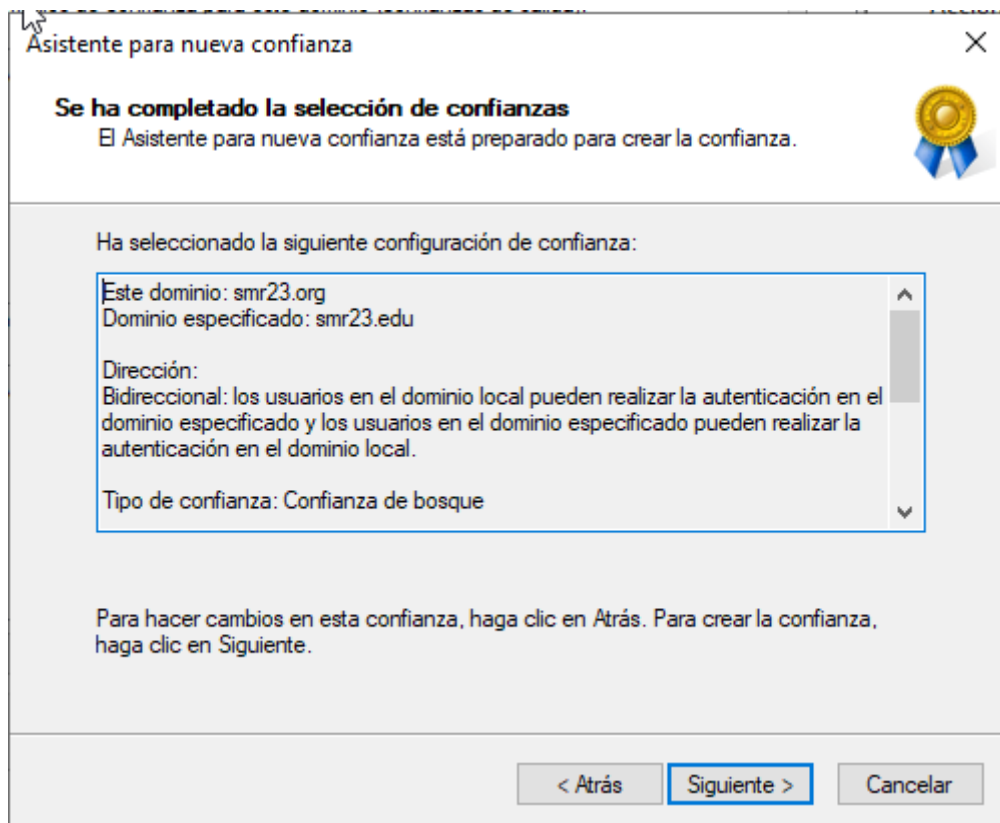 Asistente para nueva confianza
Se ha completado la selección de confianzas
El Asistente para nueva confianza está preparado para crear la confianza.
Ha seleccionado la siguiente configuración de confianza:
Este dominio: smr23.org
Dominio especificado: smr23.edu
Dirección:
Bidireccional: los usuarios en el dominio local pueden realizar la autenticación en el
dominio especificado y los usuarios en el dominio especificado pueden realizar la
autenticación en el dominio local.
Tipo de confianza: Confianza de bosque
Para hacer cambios en esta confianza, haga clic en Atrás. Para crear la confianza,
haga clic en Siguiente.
< Atrás
Siguiente >
Cancelar